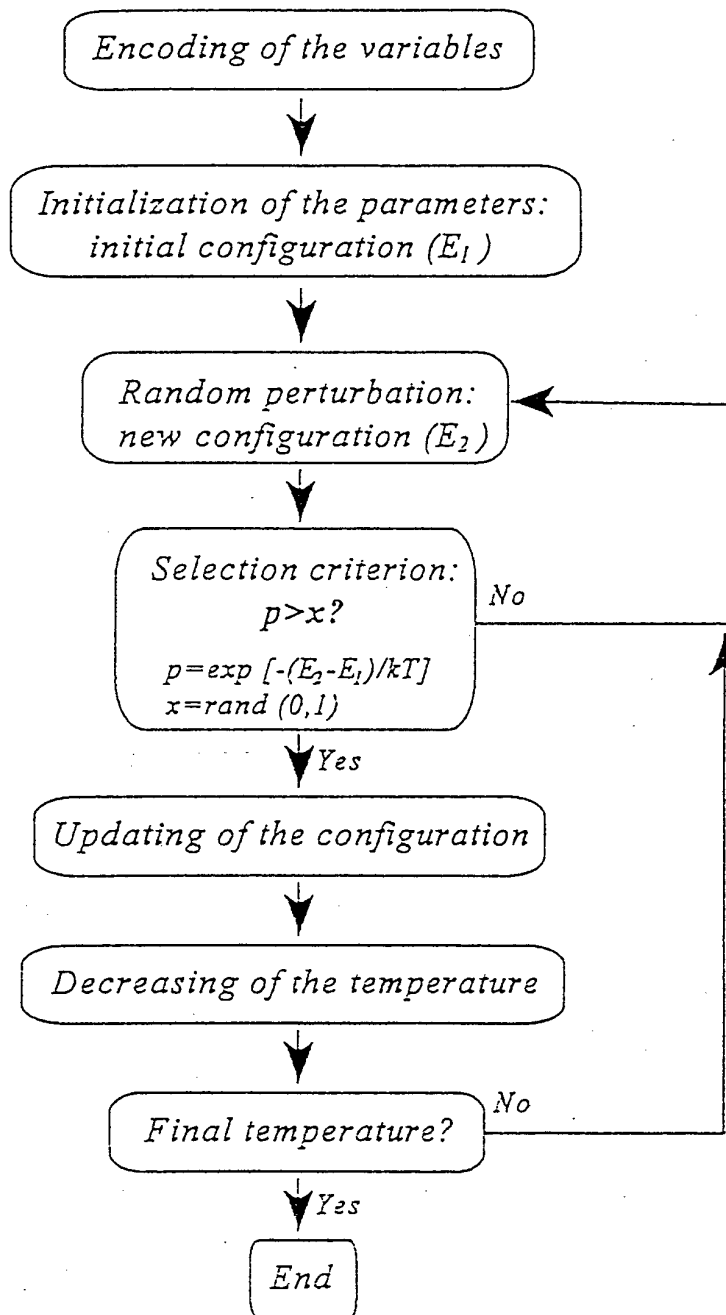 Encoding of the variables
Initialization of the parameters:
initial configuration (E₁)
Random perturbation:
new configuration (E₂)
Selection criterion:
p>x?
No
p=exp [-(E₂-E₁)/kT]
x=rand (0,1)
Yes
Updating of the configuration
Decreasing of the temperature
No
Final temperature?
Yes
End